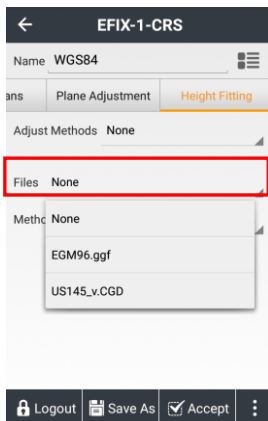 EFIX-1-CRS
Name WGS84
ans Plane Adjustment Height Fitting
Adjust Methods None
Files None
Metho None
EGM96.ggf
US145_v.CGD
Logout Save As Accept